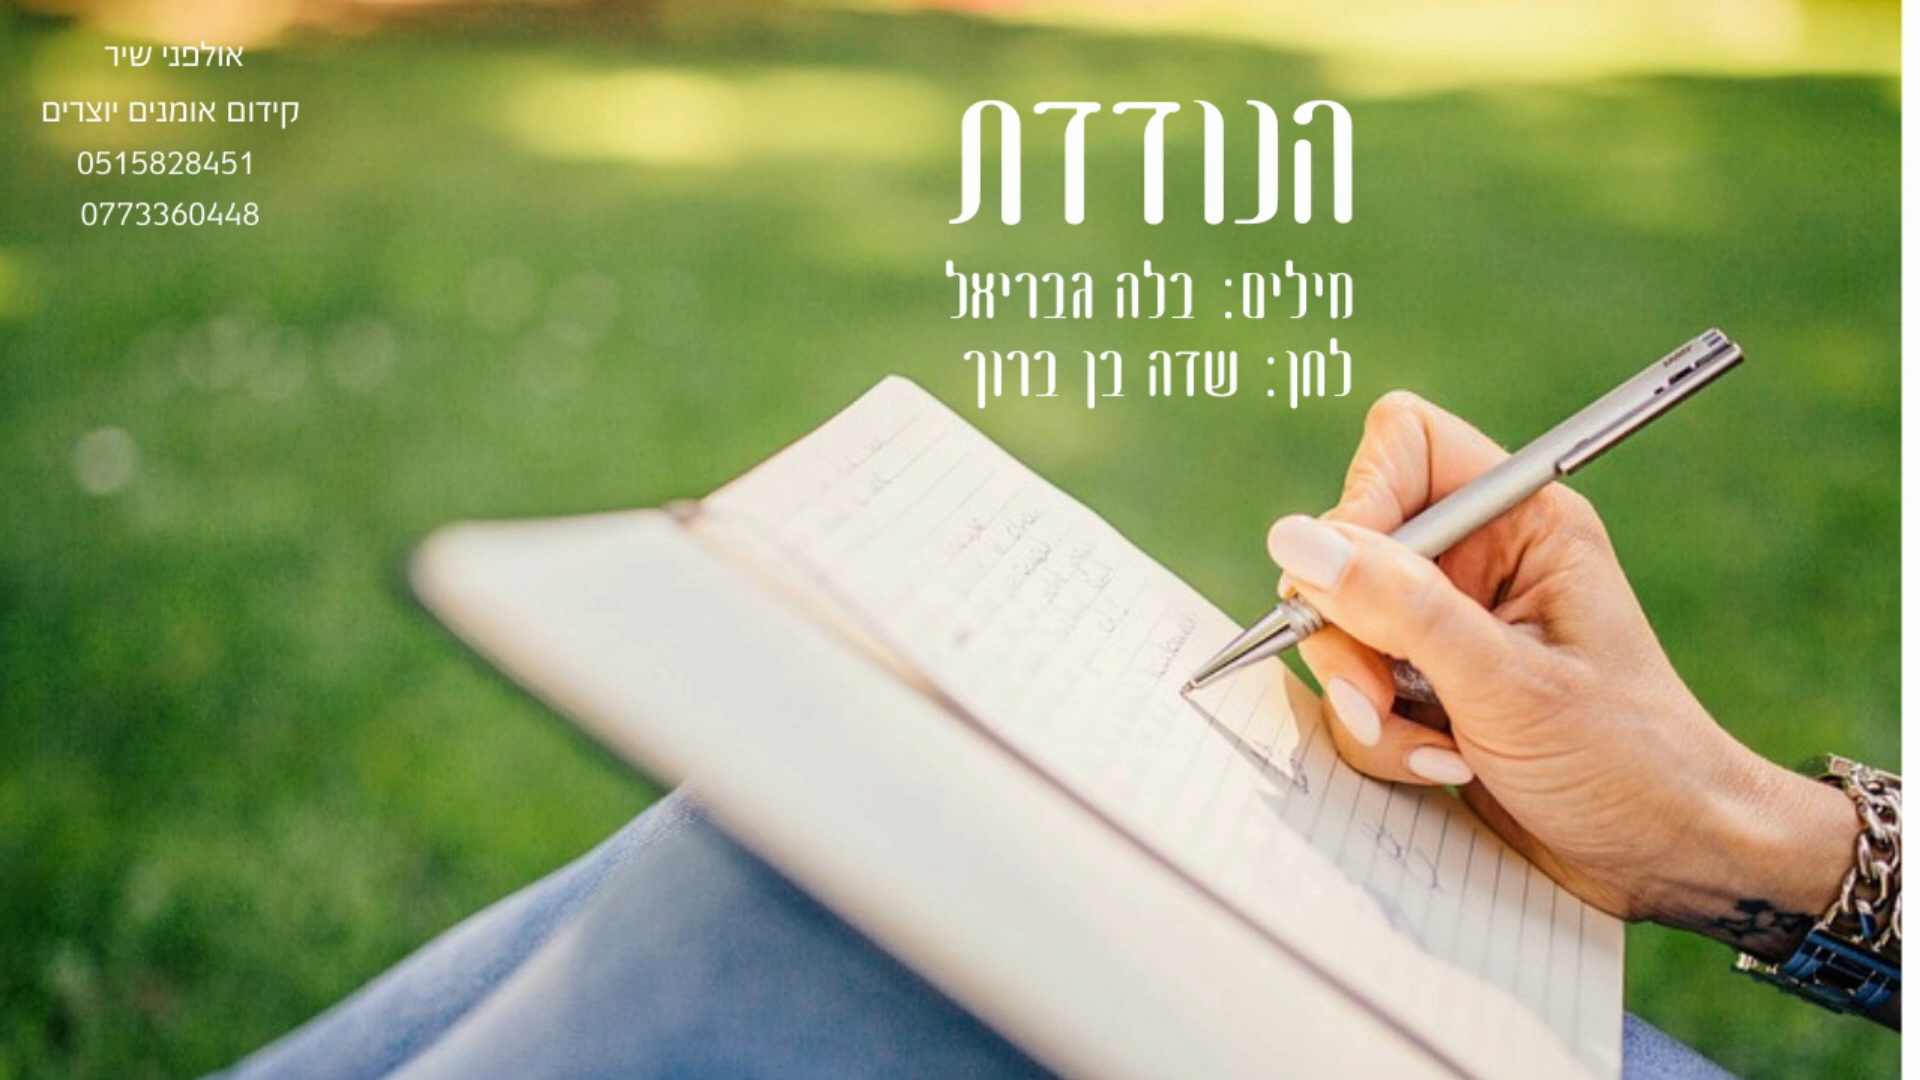 אולפני שיר
קידום אומנים יוצרים
0515828451
0773360448
הנודדת
מילים: בלה גבריאל
לחן: שדה בן ברוך